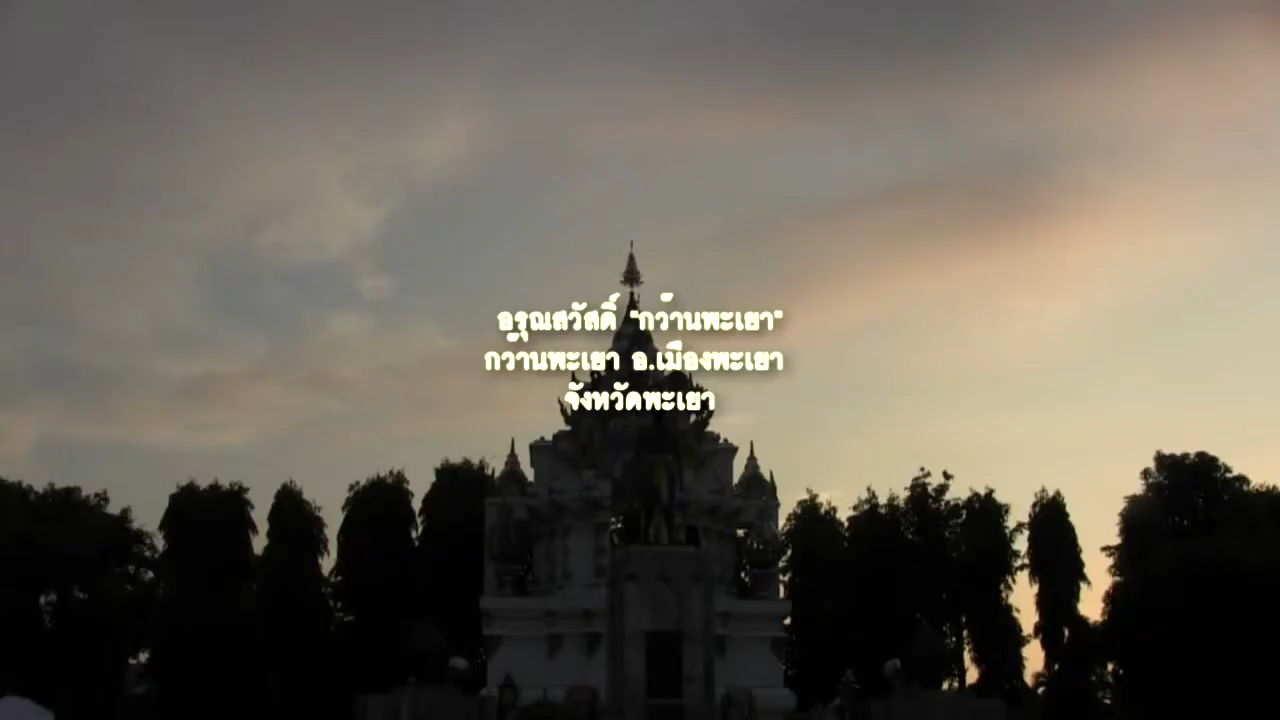 อรุณสวัสดิ์ "กว๊านพะเยา"
กว๊านพะเยา อ.เมืองพะเยา
จังหวัดพะเยา